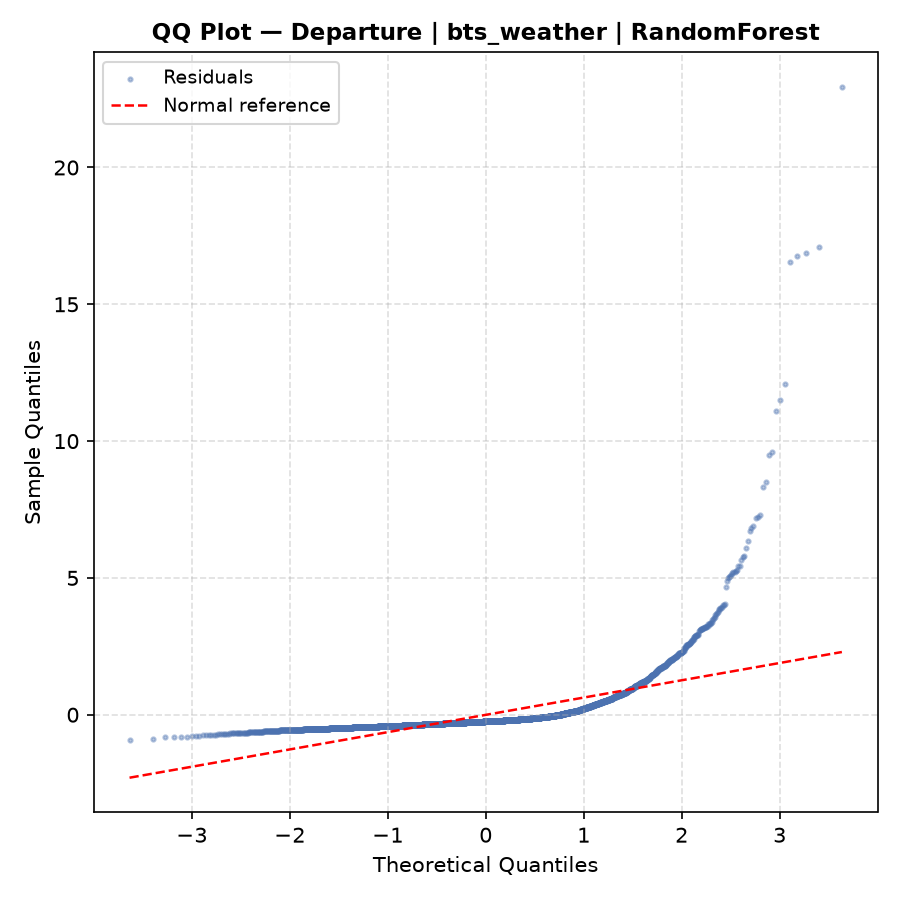 QQ Plot — Departure | bts_weather | RandomForest
Residuals
Normal reference
20
15
10
5
0
Sample Quantiles
−3
−2
−1
0
1
2
3
Theoretical Quantiles